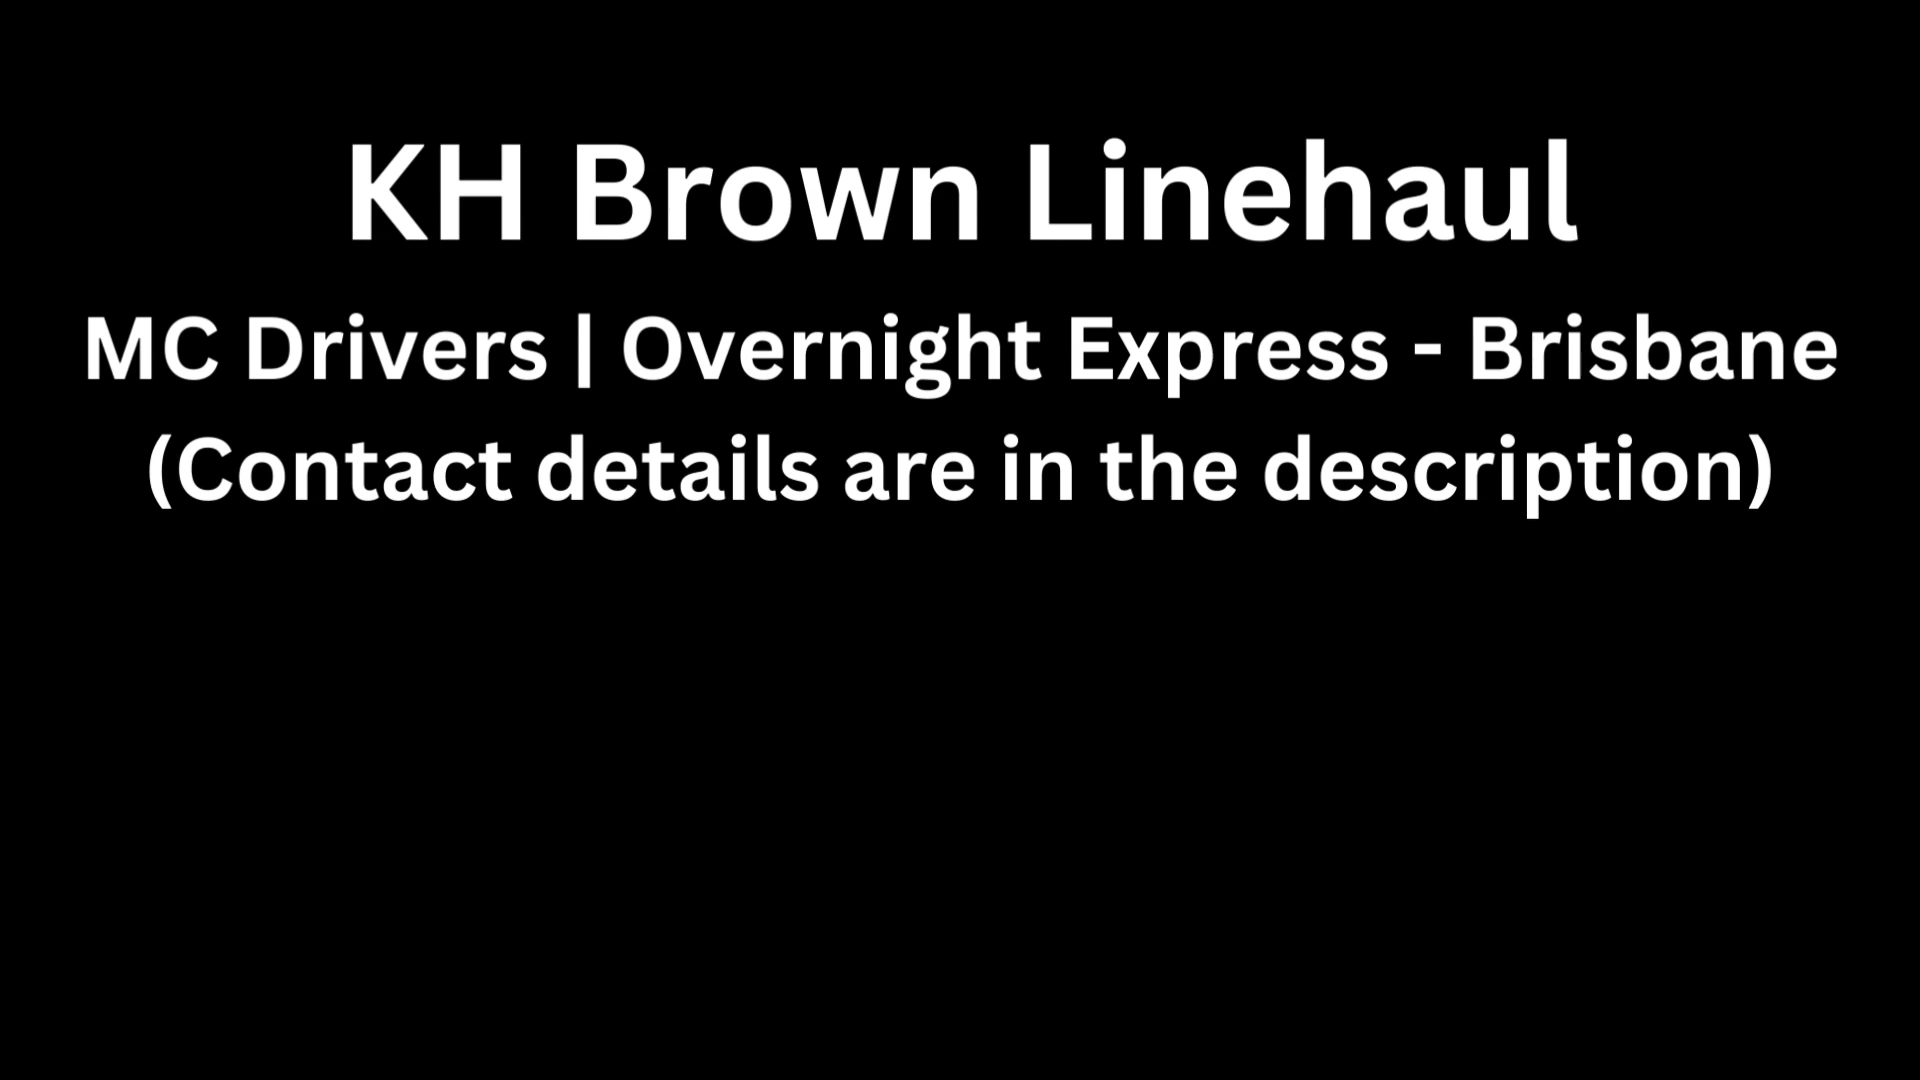 KH Brown Linehaul
MC Drivers | Overnight Express - Brisbane
(Contact details are in the description)